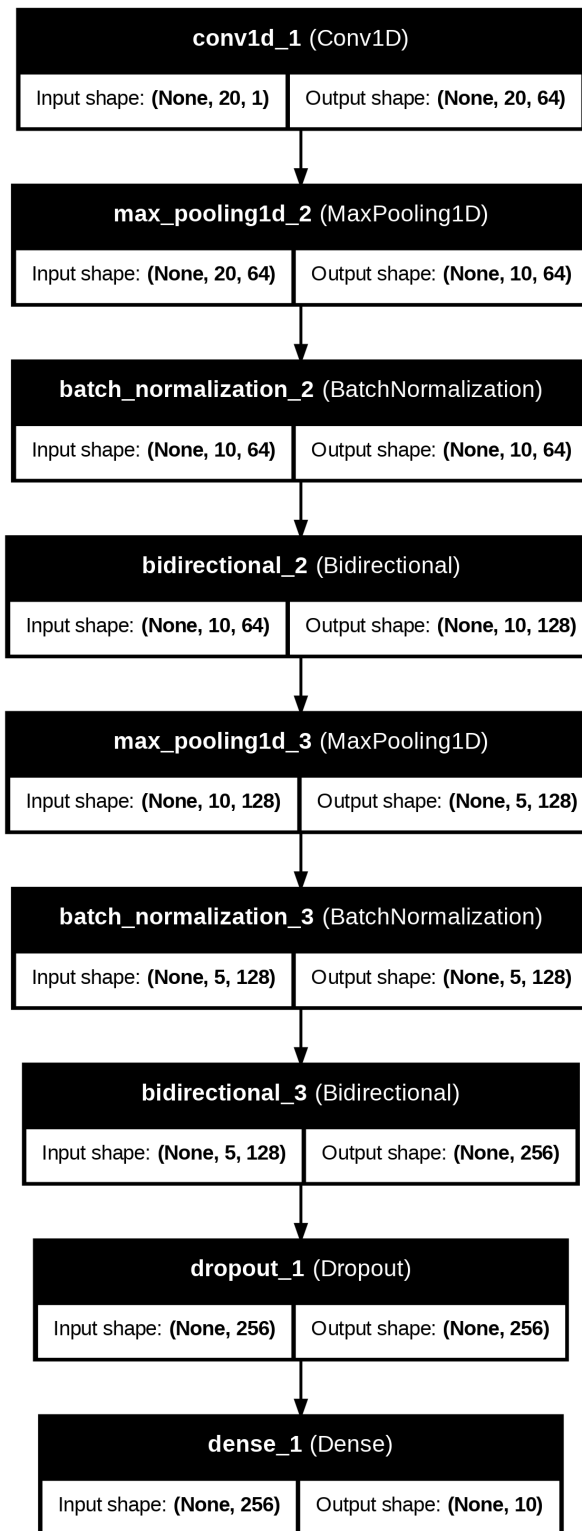 conv1d_1 (Conv1D)
Input shape: (None, 20, 1) Output shape: (None, 20, 64)
max_pooling1d_2 (MaxPooling1D)
Input shape: (None, 20, 64) Output shape: (None, 10, 64)
batch_normalization_2 (BatchNormalization)
Input shape: (None, 10, 64) Output shape: (None, 10, 64)
bidirectional_2 (Bidirectional)
Input shape: (None, 10, 64) Output shape: (None, 10, 128)
max_pooling1d_3 (MaxPooling1D)
Input shape: (None, 10, 128) Output shape: (None, 5, 128)
batch_normalization_3 (BatchNormalization)
Input shape: (None, 5, 128) Output shape: (None, 5, 128)
bidirectional_3 (Bidirectional)
Input shape: (None, 5, 128) Output shape: (None, 256)
dropout_1 (Dropout)
Input shape: (None, 256) Output shape: (None, 256)
dense_1 (Dense)
Input shape: (None, 256) Output shape: (None, 10)